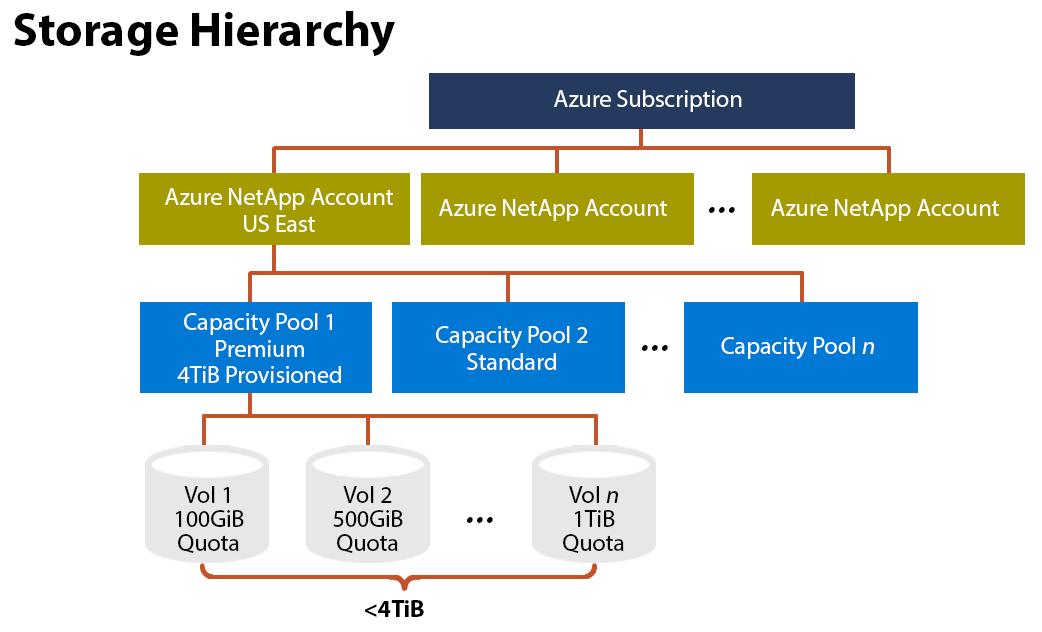 Storage Hierarchy
Azure Subscription
Azure NetApp Account
US East
Azure NetApp Account
...
Azure NetApp Account
Capacity Pool 1
Premium
4TiB Provisioned
Capacity Pool 2
Standard
...
Capacity Pool n
Vol 1
100GiB
Quota
Vol 2
500GiB
Quota
...
Vol n
1TiB
Quota
<4TiB